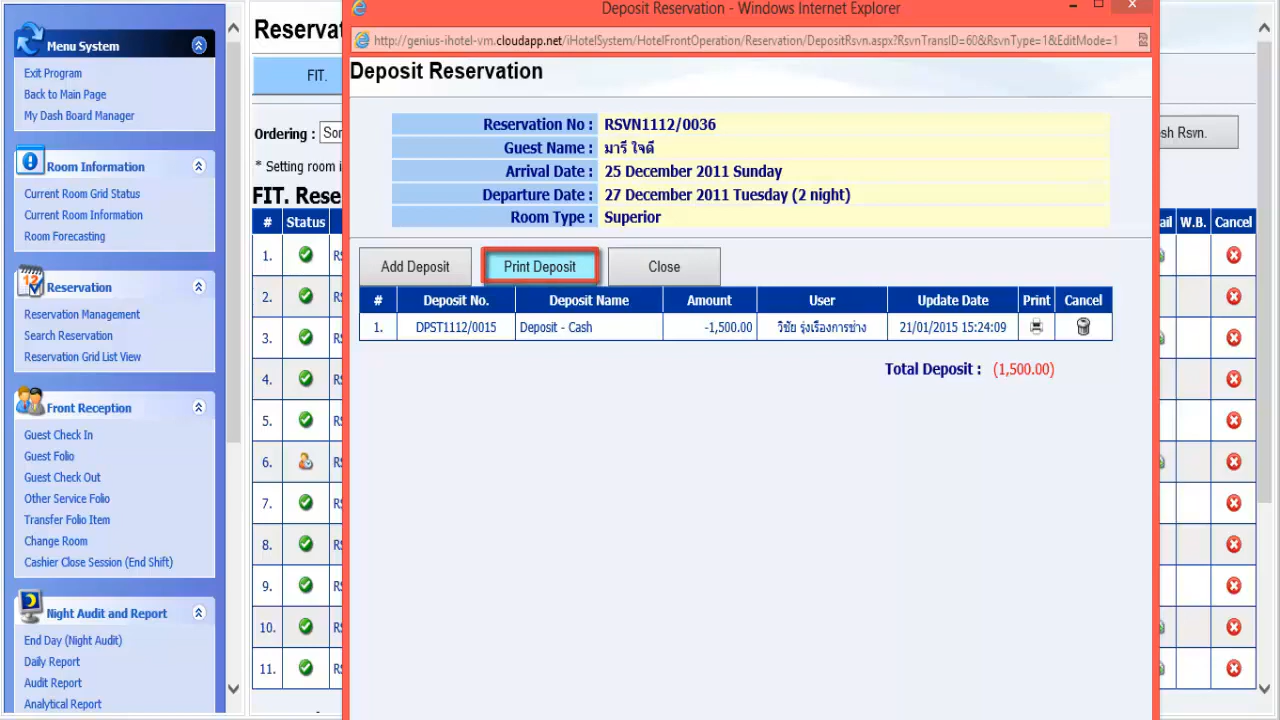 Menu System
Exit Program
Back to Main Page
My Dash Board Manager
Room Information
Current Room Grid Status
Current Room Information
Room Forecasting
Reservation
Reservation Management
Search Reservation
Reservation Grid List View
Front Reception
Guest Check In
Guest Folio
Guest Check Out
Other Service Folio
Transfer Folio Item
Change Room
Cashier Close Session (End Shift)
Night Audit and Report
End Day (Night Audit)
Daily Report
Audit Report
Analytical Report
FIT.
Ordering :
* Setting room
FIT.
# Status
W.B. Cancel
1.
2.
3.
4.
5.
6.
7.
8.
9.
10.
11.
Rsvn.
Deposit Reservation - Windows Internet Explorer
http://genius-ihotel-vm.cloudapp.net/iHotelSystem/HotelFrontOperation/Reservation/DepositRsvn.aspx?RsvnTransID=60&RsvnType=1&EditMode=1
Deposit Reservation
Reservation No : RSVN1112/0036
Guest Name : มารี ใจดี
Arrival Date : 25 December 2011 Sunday
Departure Date : 27 December 2011 Tuesday (2 night)
Room Type : Superior
Add Deposit Print Deposit Close
# Deposit No. Deposit Name Amount User Update Date Print Cancel
1. DPST1112/0015 Deposit - Cash -1,500.00 วิชัย รุ่งเรืองการช่าง 21/01/2015 15:24:09
Total Deposit : (1,500.00)